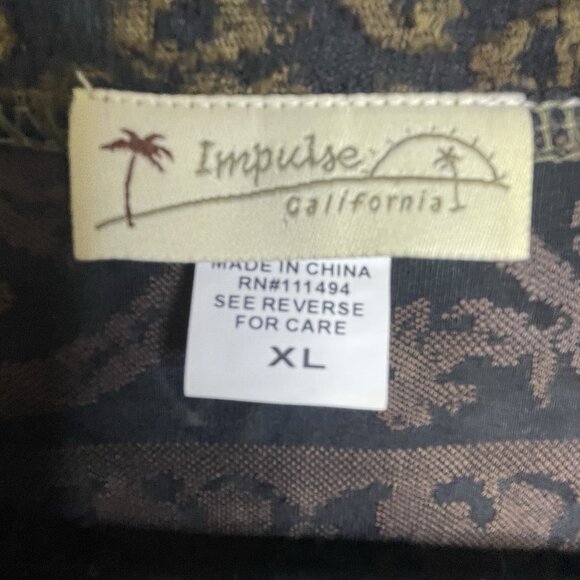 Impulse
California
MADE IN CHINA
RN#111494
SEE REVERSE
FOR CARE
XL